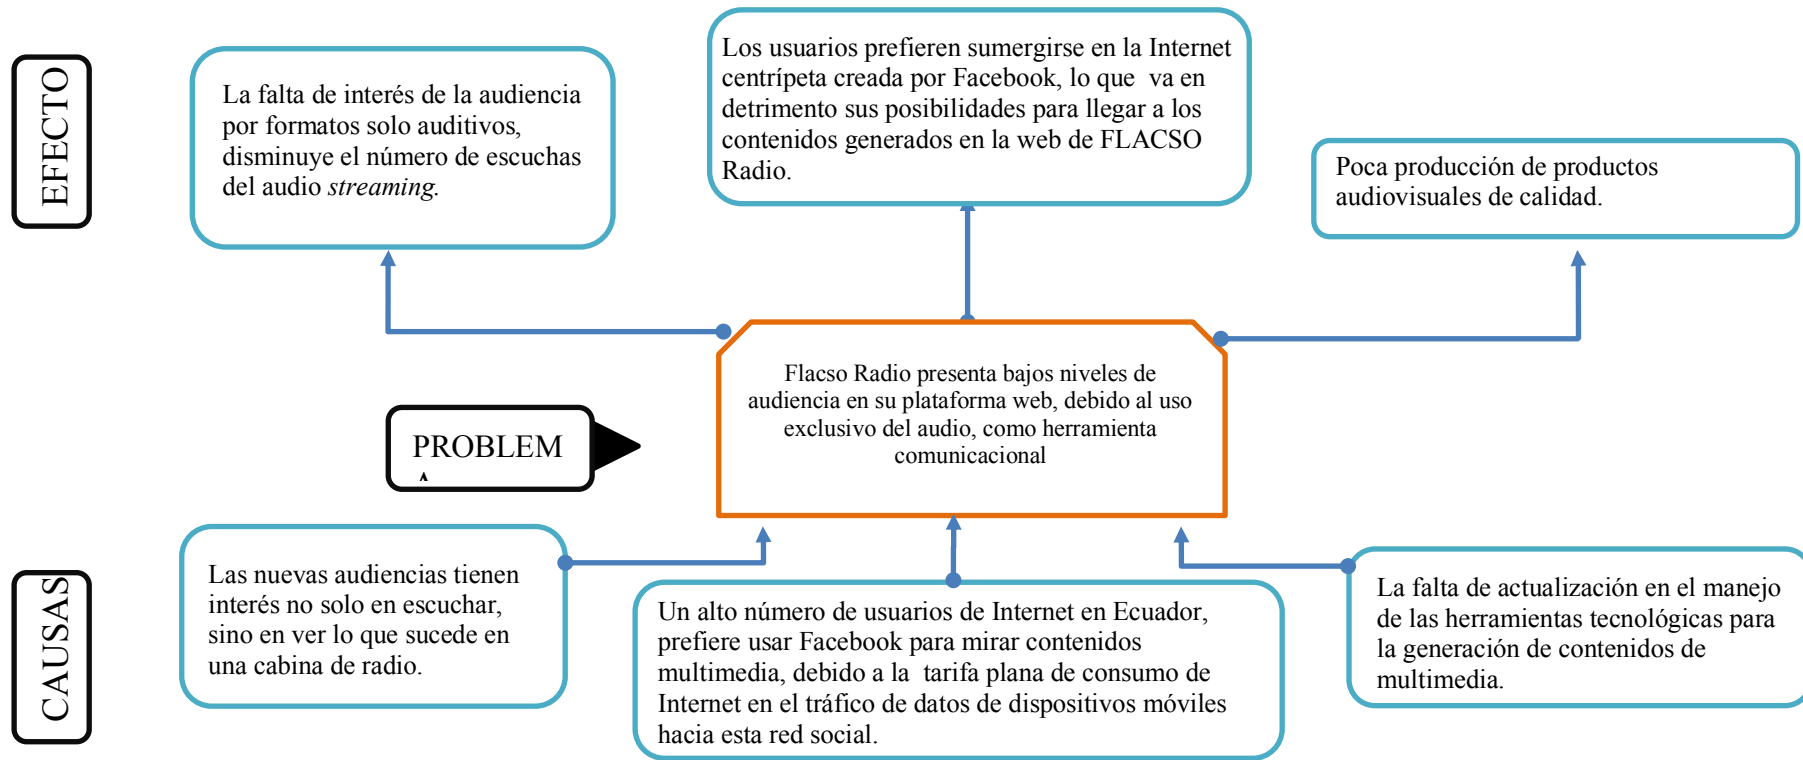 EFECTO
La falta de interés de la audiencia
por formatos solo auditivos,
disminuye el número de escuchas
del audio streaming.
Los usuarios prefieren sumergirse en la Internet
centrípeta creada por Facebook, lo que va en
detrimento sus posibilidades para llegar a los
contenidos generados en la web de FLACSO
Radio.
Poca producción de productos
audiovisuales de calidad.
PROBLEM
A
Flacso Radio presenta bajos niveles de
audiencia en su plataforma web, debido al uso
exclusivo del audio, como herramienta
comunicacional
CAUSAS
Las nuevas audiencias tienen
interés no solo en escuchar,
sino en ver lo que sucede en
una cabina de radio.
Un alto número de usuarios de Internet en Ecuador,
prefiere usar Facebook para mirar contenidos
multimedia, debido a la tarifa plana de consumo de
Internet en el tráfico de datos de dispositivos móviles
hacia esta red social.
La falta de actualización en el manejo
de las herramientas tecnológicas para
la generación de contenidos de
multimedia.